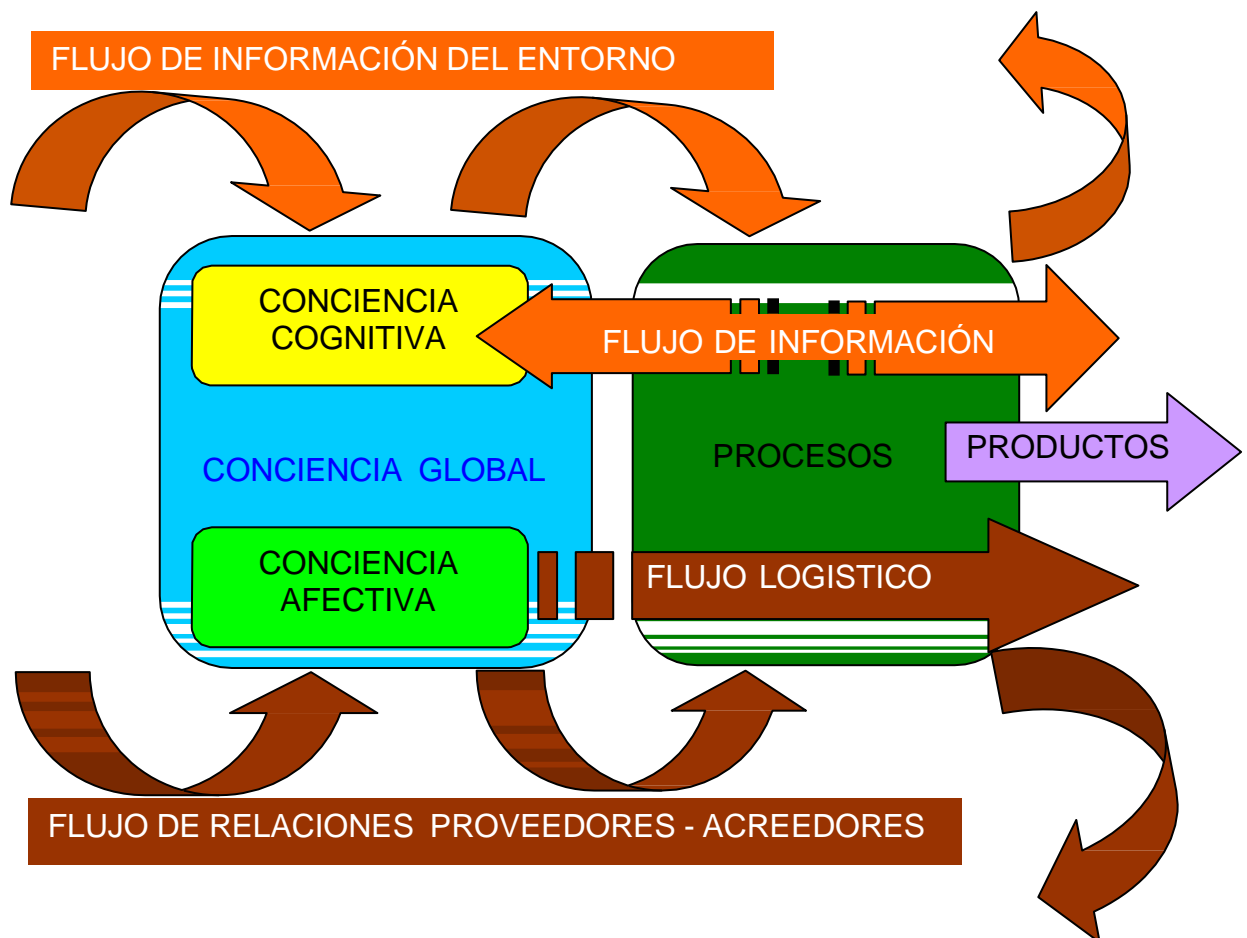 FLUJO DE INFORMACIÓN DEL ENTORNO
CONCIENCIA
COGNITIVA
FLUJO DE INFORMACIÓN
CONCIENCIA GLOBAL
PROCESOS
PRODUCTOS
CONCIENCIA
AFECTIVA
FLUJO LOGISTICO
FLUJO DE RELACIONES PROVEEDORES - ACREEDORES